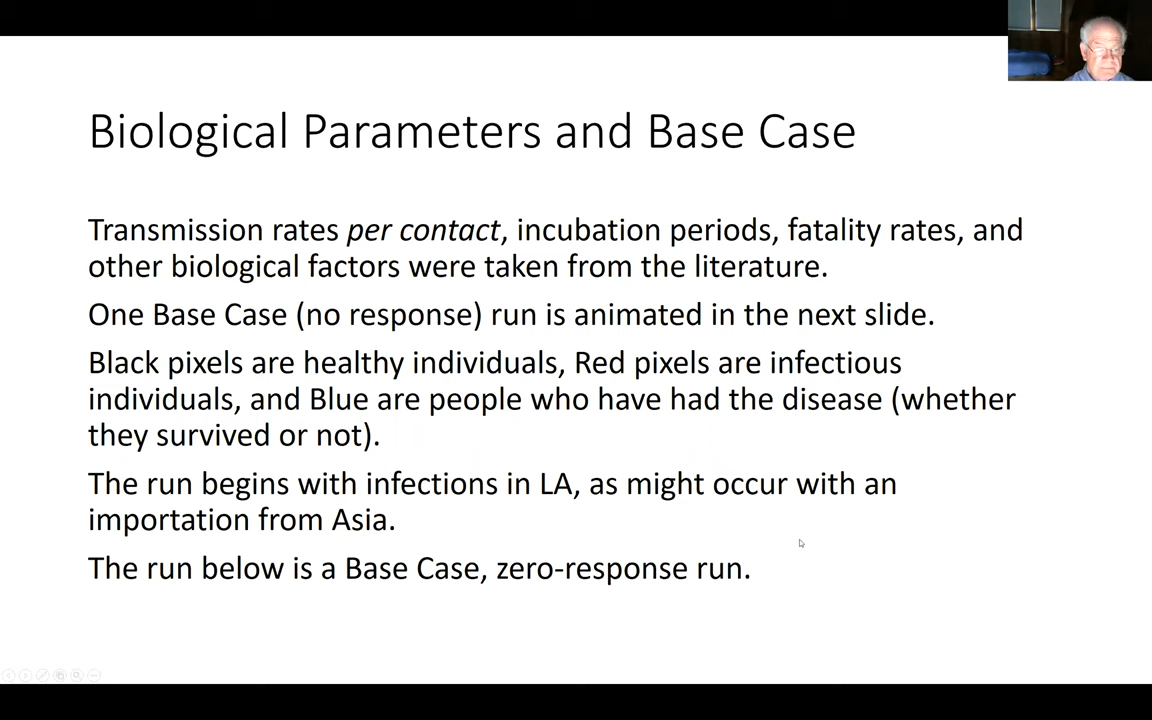 Biological Parameters and Base Case
Transmission rates per contact, incubation periods, fatality rates, and
other biological factors were taken from the literature.
One Base Case (no response) run is animated in the next slide.
Black pixels are healthy individuals, Red pixels are infectious
individuals, and Blue are people who have had the disease (whether
they survived or not).
The run begins with infections in LA, as might occur with an
importation from Asia.
The run below is a Base Case, zero-response run.